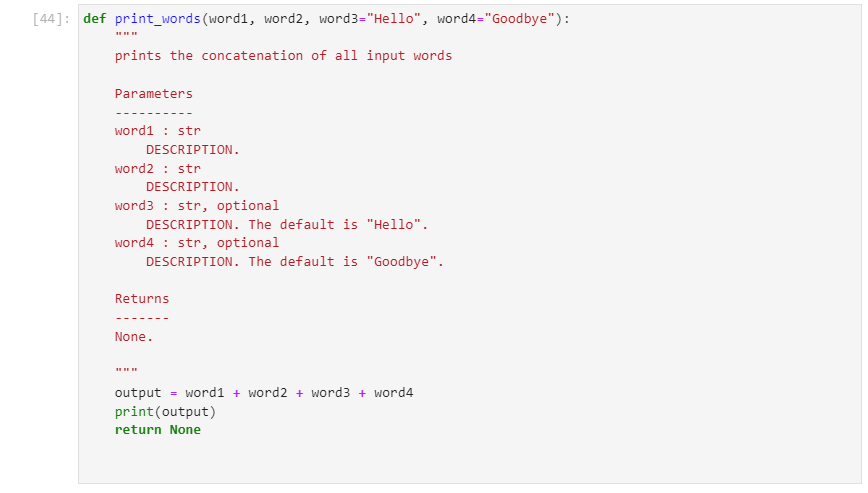 [44]: def print_words(word1, word2, word3="Hello", word4="Goodbye"):
"""
prints the concatenation of all input words
Parameters
----------
word1 : str
DESCRIPTION.
word2 : str
DESCRIPTION.
word3 : str, optional
DESCRIPTION. The default is "Hello".
word4 : str, optional
DESCRIPTION. The default is "Goodbye".
Returns
-------
None.
"""
output = word1 + word2 + word3 + word4
print(output)
return None